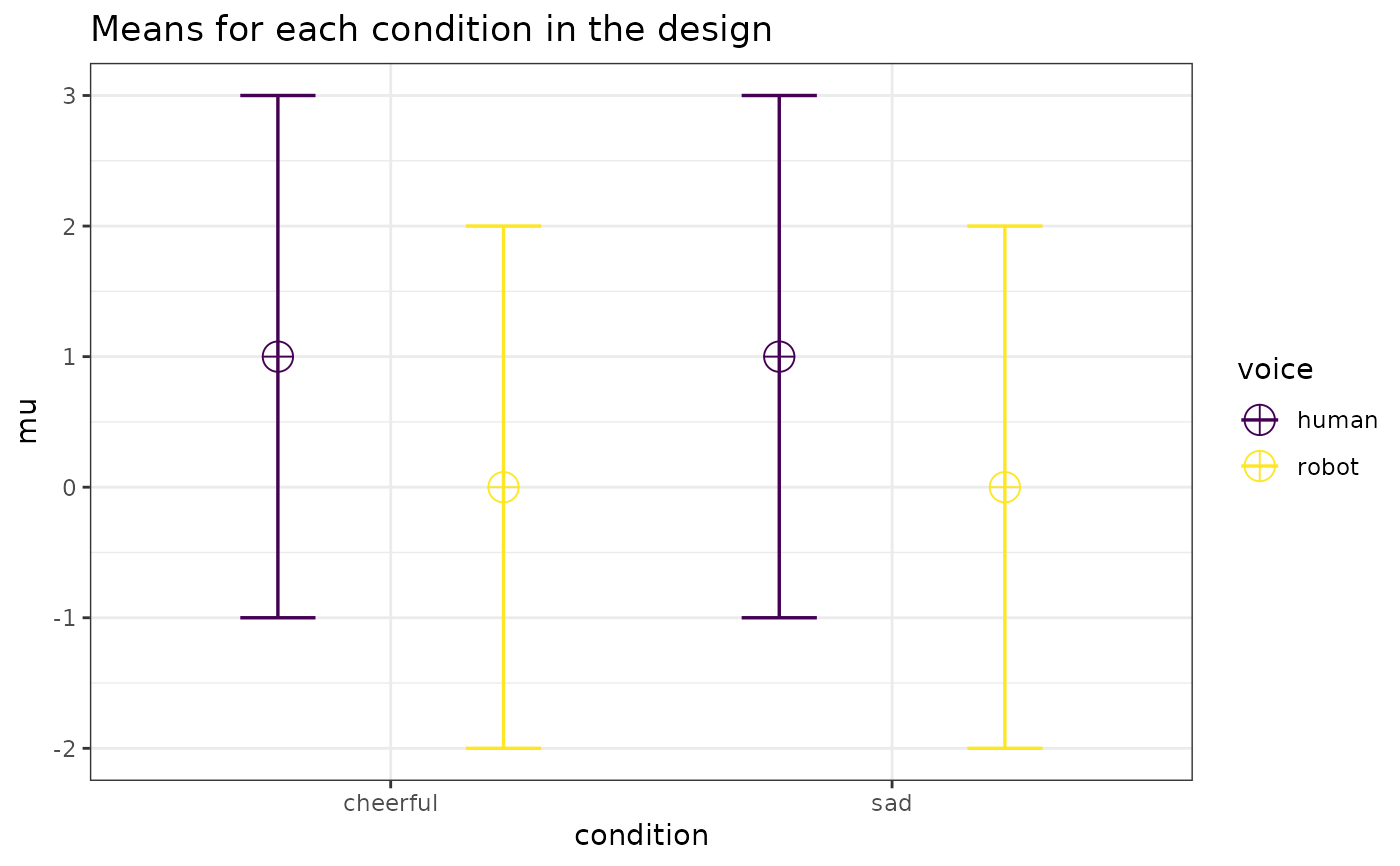 Means for each condition in the design
mu
3
2
1
0
-1
-2
cheerful
sad
condition
voice
human
robot